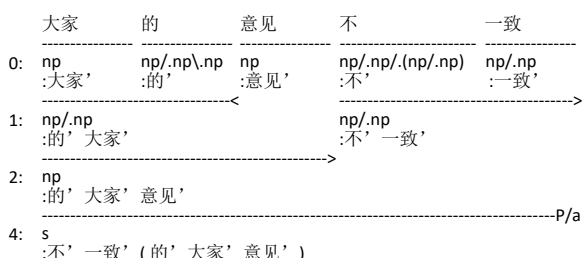 大家 的 意见 不 一致
----------------- ----------------- ----------------- ------------------------- -----------------
0: np np/.np\.np np np/.np/.(np/.np) np/.np
:大家’ :的’ :意见’ :不’ :一致’
----------------------------------< ------------------------------------------>
1: np/.np np/.np
:的’大家’ :不’一致’
---------------------------------------------------->
2: np
:的’大家’意见’
-----------------------------------------------------------------------------------------------P/a
4: s
:不’一致’(的’大家’意见’)